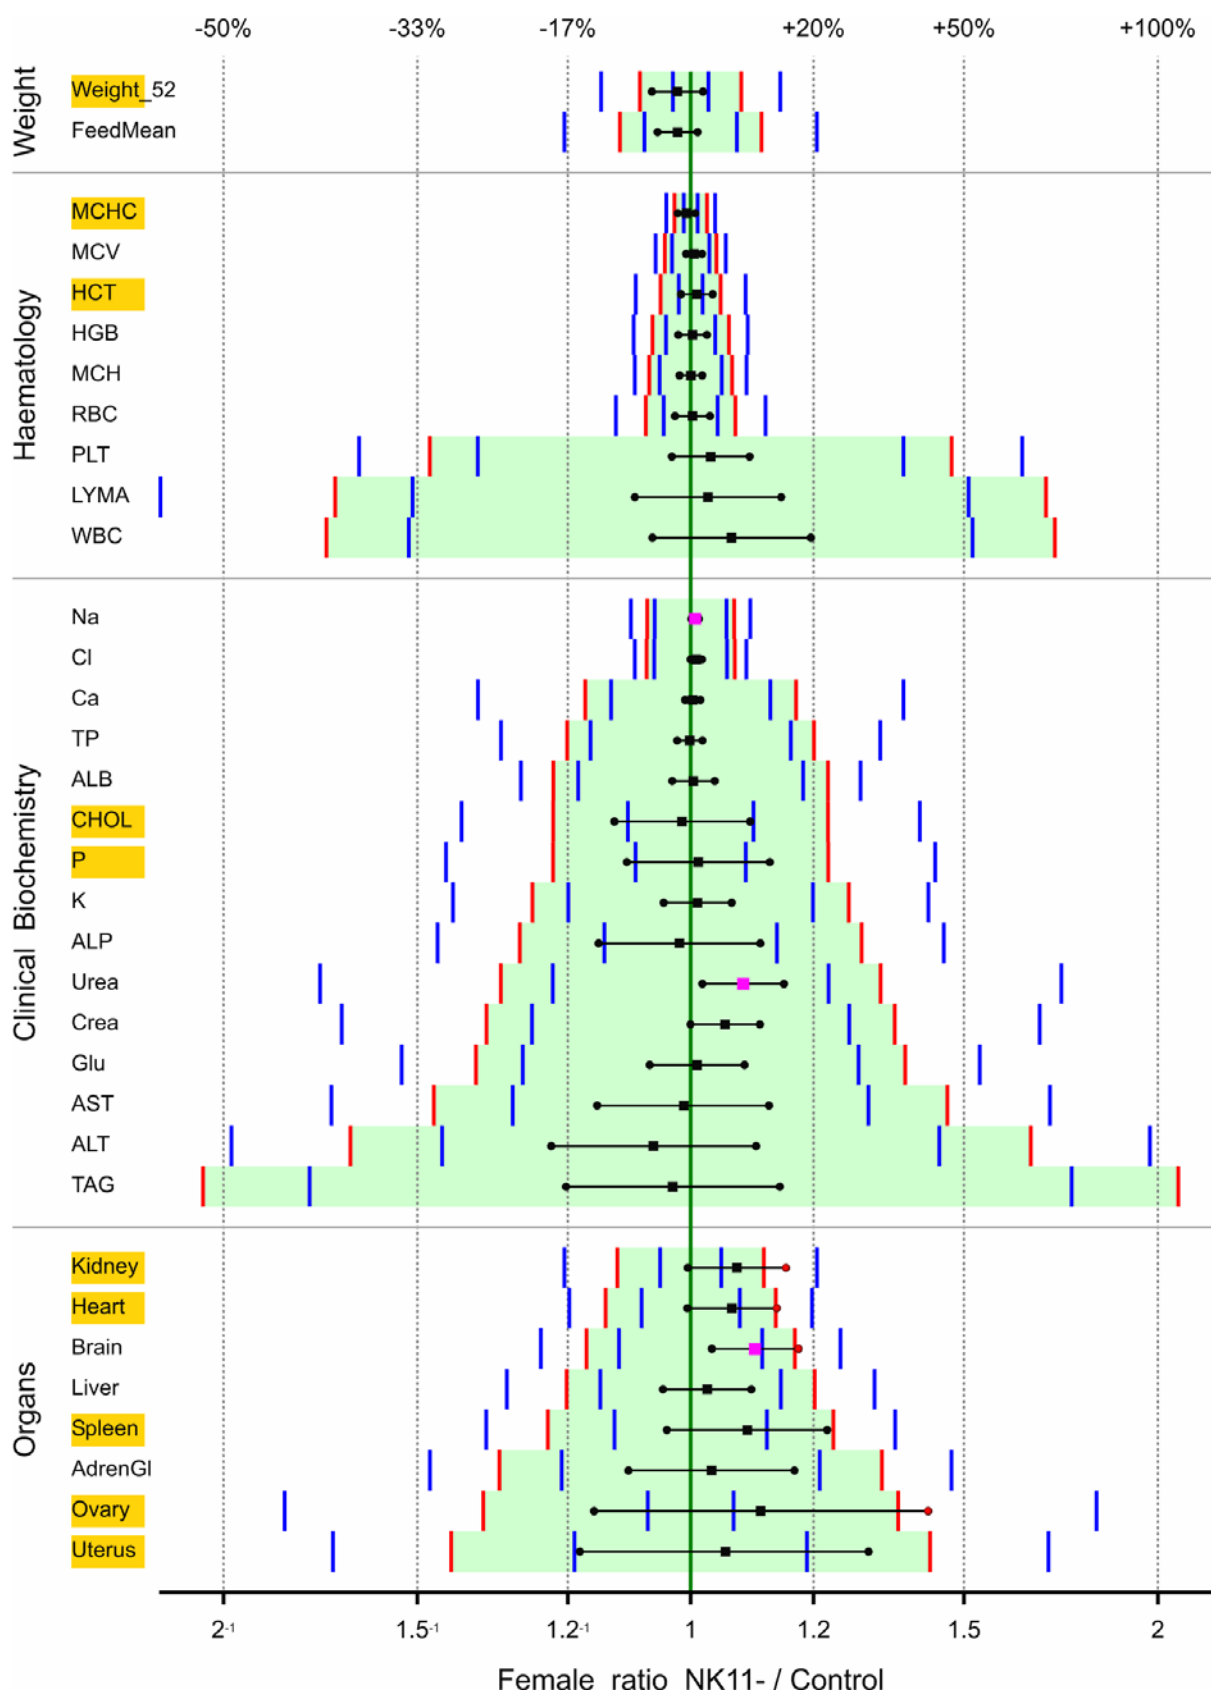 -50% -33% -17% +20% +50% +100%
Weight
Weight_52
FeedMean
Haematology
MCHC
MCV
HCT
HGB
MCH
RBC
PLT
LYMA
WBC
Clinical Biochemistry
Na
Cl
Ca
TP
ALB
CHOL
P
K
ALP
Urea
Crea
Glu
AST
ALT
TAG
Organs
Kidney
Heart
Brain
Liver
Spleen
AdrenGl
Ovary
Uterus
2-1 1.5-1 1.2-1 1 1.2 1.5 2
Female ratio NK11- / Control